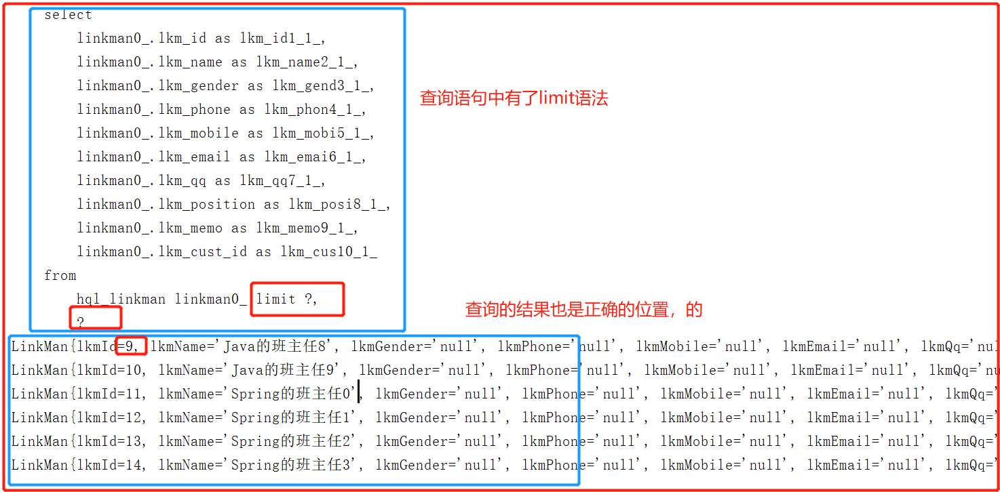 select
linkman0_.lkm_id as lkm_id1_1_,
linkman0_.lkm_name as lkm_name2_1_,
linkman0_.lkm_gender as lkm_gend3_1_,
查询语句中有了limit语法
linkman0_.lkm_phone as lkm_phon4_1_,
linkman0_.lkm_mobile as lkm_mobi5_1_,
linkman0_.lkm_email as lkm_emai6_1_,
linkman0_.lkm_qq as lkm_qq7_1_,
linkman0_.lkm_position as lkm_posi8_1_,
linkman0_.lkm_memo as lkm_memo9_1_,
linkman0_.lkm_cust_id as lkm_cus10_1_
from
hql_linkman linkman0_ limit ?,
查询的结果也是正确的位置，的
?
LinkMan{lkmId=9, lkmName='Java的班主任8', lkmGender='null', lkmPhone='null', lkmMobile='null', lkmEmail='null', lkmQq='nul
LinkMan{lkmId=10, lkmName='Java的班主任9', lkmGender='null', lkmPhone='null', lkmMobile='null', lkmEmail='null', lkmQq='nu
LinkMan{lkmId=11, lkmName='Spring的班主任0', lkmGender='null', lkmPhone='null', lkmMobile='null', lkmEmail='null', lkmQq='
LinkMan{lkmId=12, lkmName='Spring的班主任1', lkmGender='null', lkmPhone='null', lkmMobile='null', lkmEmail='null', lkmQq='
LinkMan{lkmId=13, lkmName='Spring的班主任2', lkmGender='null', lkmPhone='null', lkmMobile='null', lkmEmail='null', lkmQq='
LinkMan{lkmId=14, lkmName='Spring的班主任3', lkmGender='null', lkmPhone='null', lkmMobile='null', lkmEmail='null', lkmQq='